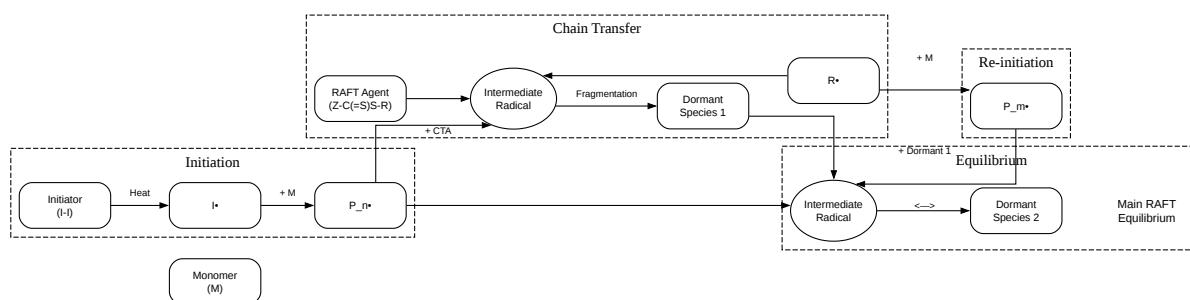 Chain Transfer
RAFT Agent
(Z-C(=S)S-R)
Intermediate
Radical
Fragmentation
Dormant
Species 1
R•
+ CTA
+ M
Re-initiation
P_m•
Initiation
Initiator
(I-I)
Heat
I•
+ M
P_n•
+ Dormant 1
Equilibrium
Intermediate
Radical
<—>
Dormant
Species 2
Main RAFT
Equilibrium
Monomer
(M)